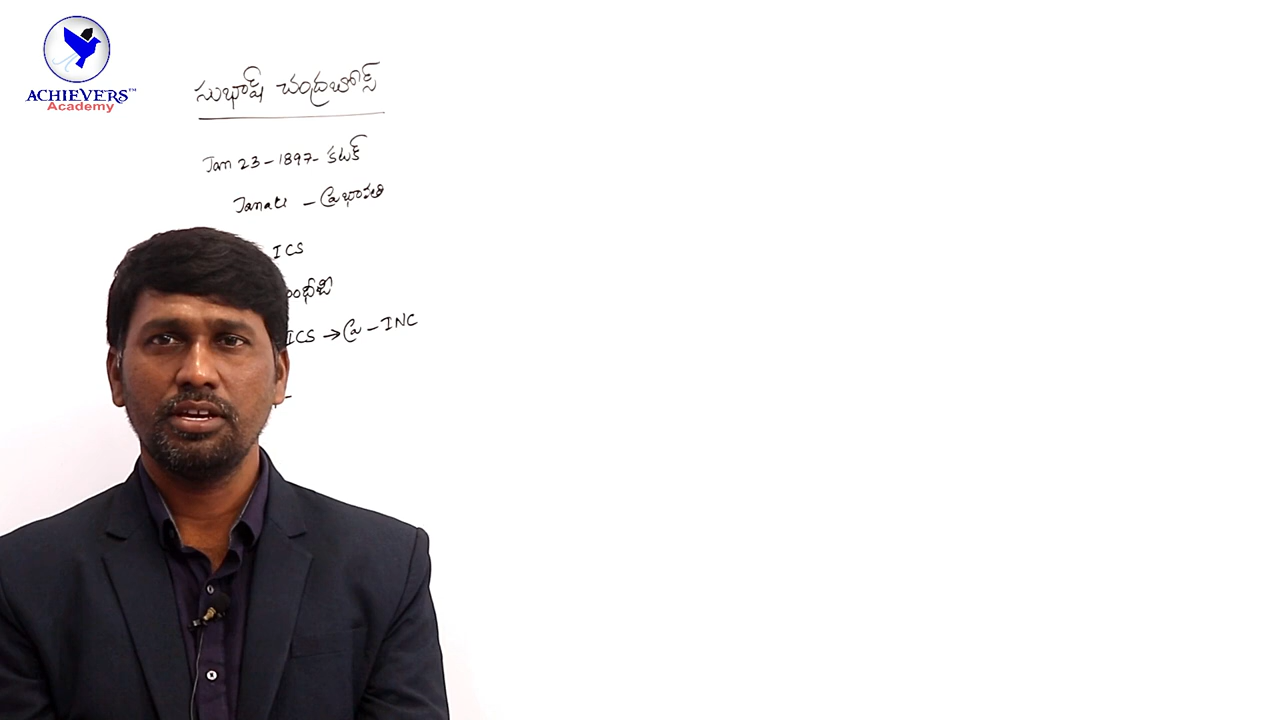 ACHIEVERS™
Academy
సుభాష్ చంద్రబోస్
Jan 23 - 1897 - కటక్
Janaki - ప్రభావతి
ICS
ICS → ప్ర - INC